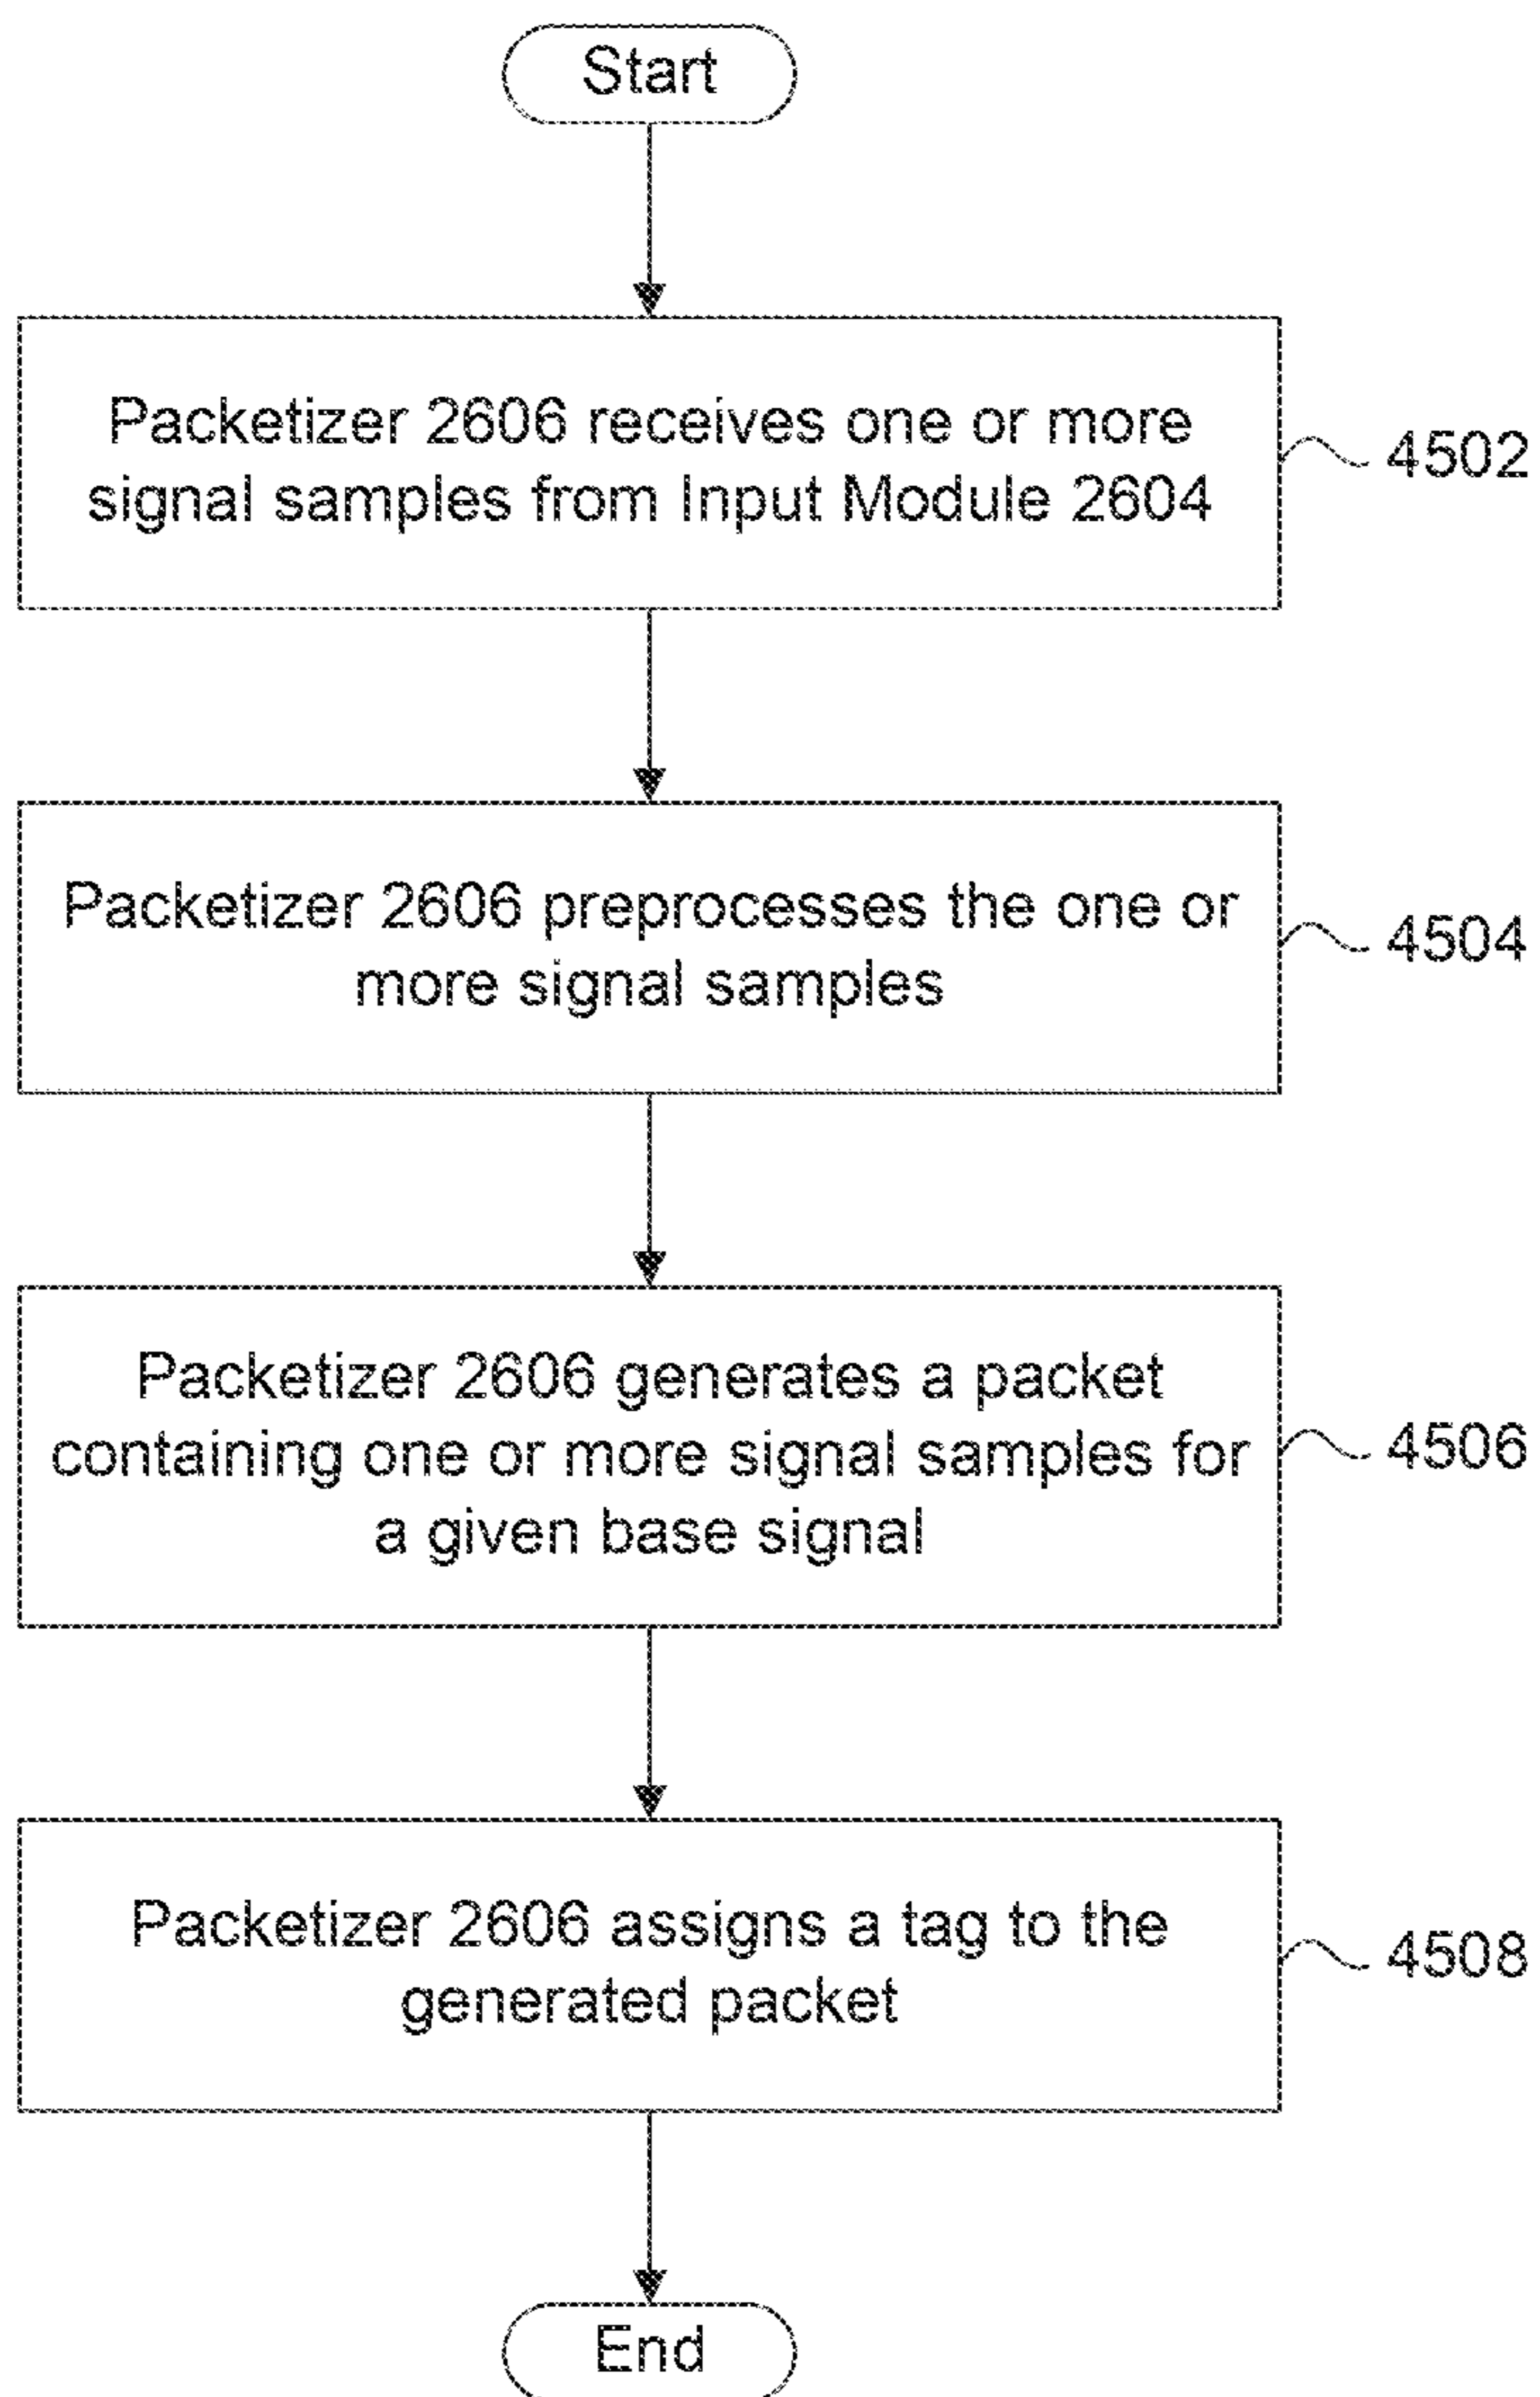 Start
Packetizer 2606 receives one or more
signal samples from Input Module 2604
4502
Packetizer 2606 preprocesses the one or
more signal samples
4504
Packetizer 2606 generates a packet
containing one or more signal samples for
a given base signal
4506
Packetizer 2606 assigns a tag to the
generated packet
4508
End